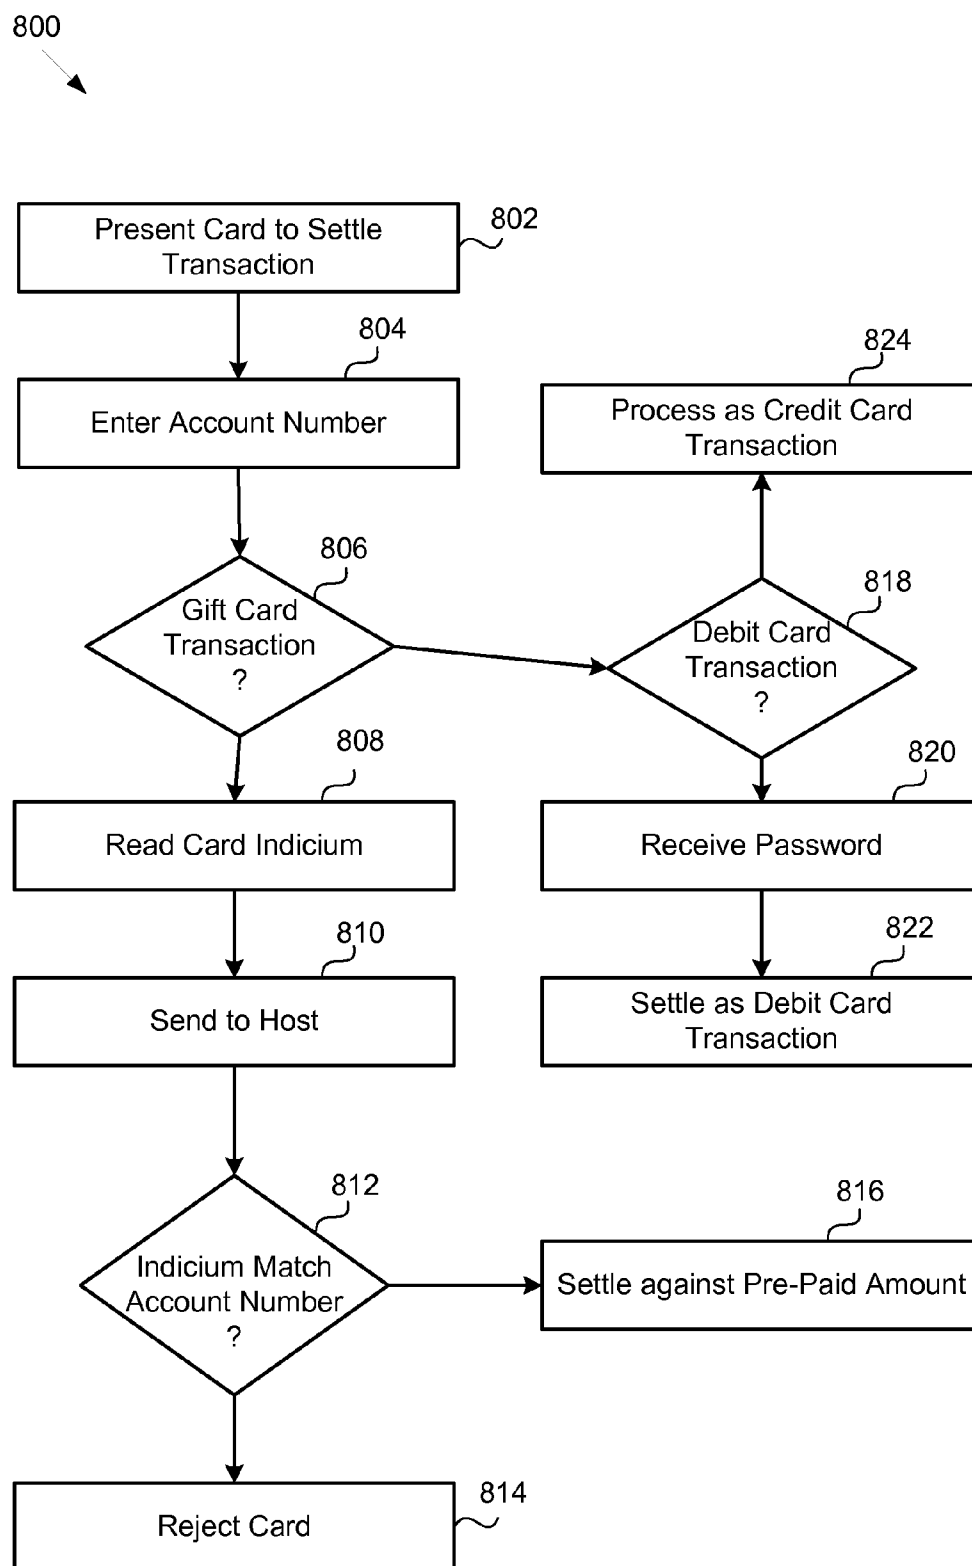 800
Present Card to Settle
Transaction
802
804
Enter Account Number
824
Process as Credit Card
Transaction
806
Gift Card
Transaction
?
818
Debit Card
Transaction
?
808
Read Card Indicium
820
Receive Password
810
Send to Host
822
Settle as Debit Card
Transaction
812
Indicium Match
Account Number
?
816
Settle against Pre-Paid Amount
814
Reject Card